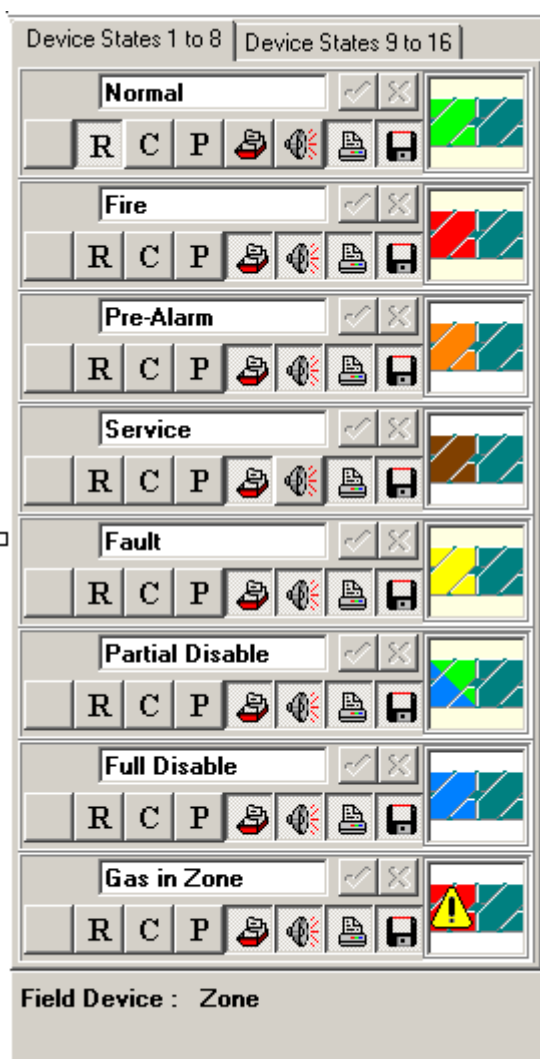 Device States 1 to 8 Device States 9 to 16
Normal
R C P
Fire
R C P
Pre-Alarm
R C P
Service
R C P
Fault
R C P
Partial Disable
R C P
Full Disable
R C P
Gas in Zone
R C P
Field Device : Zone